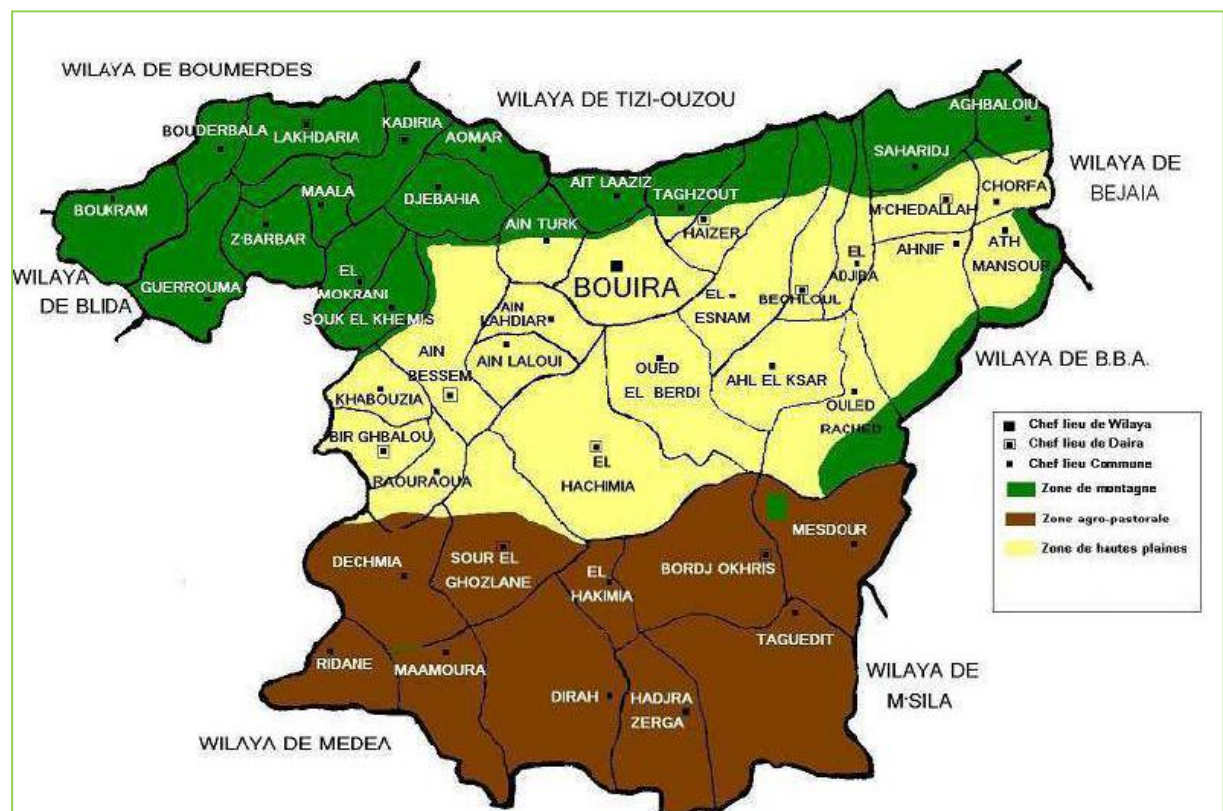 WILAYA DE BOUMERDES
WILAYA DE TIZI-OUZOU
AGHBALOIU
KADIRIA
BOUDERBALA
LAKHDARIA
AOMAR
SAHARIDJ
WILAYA DE
BEJAIA
AIT LAAZIZ
MAALA
CHORFA
BOUKRAM
DJEBAHIA
TAGHZOUT
M'CHEDALLAH
Z'BARBAR
AIN TURK
HAIZER
AHNIF
ATH
MANSOUR
EL
ADJIBA
WILAYA
DE BLIDA
GUERROUMA
EL
MOKRANI
BOUIRA
BECHLOUL
EL
ESNAM
SOUK EL KHEMIS
AIN
LAHDJAR
AIN
BESSEM
AIN LALOUI
OUED
EL BERDI
AHL EL KSAR
WILAYA DE B.B.A.
KHABOUZIA
OULED
RACHED
BIR GHBALOU
EL
HACHIMIA
RAOURAOUA
Chef lieu de Wilaya
Chef lieu de Daira
Chef lieu Commune
Zone de montagne
Zone agro-pastorale
Zone de hautes plaines
MESDOUR
DECHMIA
SOUR EL
GHOZLANE
EL
HAKIMIA
BORDJ OKHRIS
TAGUEDIT
RIDANE
MAAMOURA
WILAYA DE
M'SILA
DIRAH
HADJRA
ZERGA
WILAYA DE MEDEA